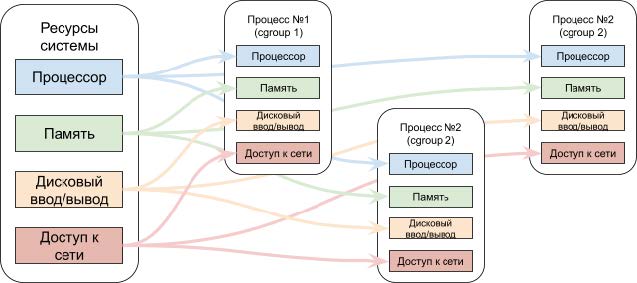 Ресурсы
системы
Процессор
Память
Дисковый
ввод/вывод
Доступ к
сети
Процесс №1
(cgroup 1)
Процессор
Память
Дисковый
ввод/вывод
Доступ к сети
Процесс №2
(cgroup 2)
Процессор
Память
Дисковый
ввод/вывод
Доступ к сети
Процесс №2
(cgroup 2)
Процессор
Память
Дисковый
ввод/вывод
Доступ к сети